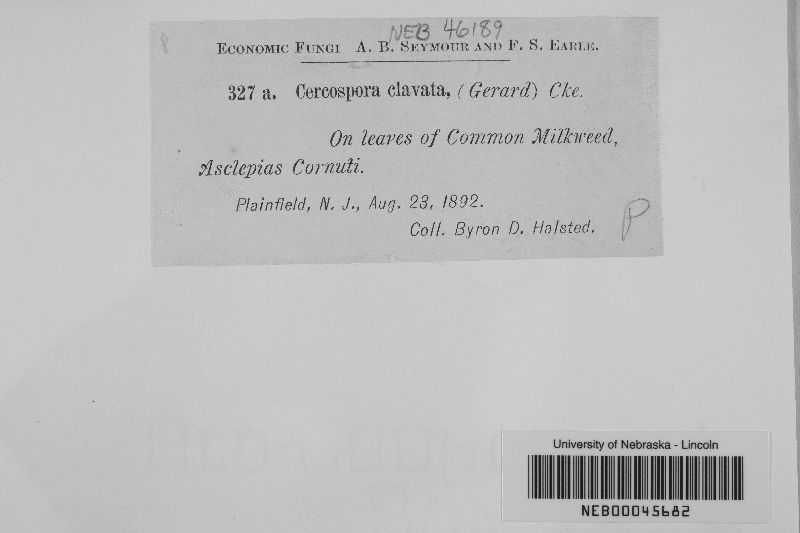 NEB 46189
Economic Fungi A. B. Seymour and F. S. Earle.
327 a. Cercospora clavata, (Gerard) Cke.
On leaves of Common Milkweed,
Asclepias Cornuti.
Plainfield, N. J., Aug. 23, 1892.
Coll. Byron D. Halsted.
P
University of Nebraska - Lincoln
NEB00045682